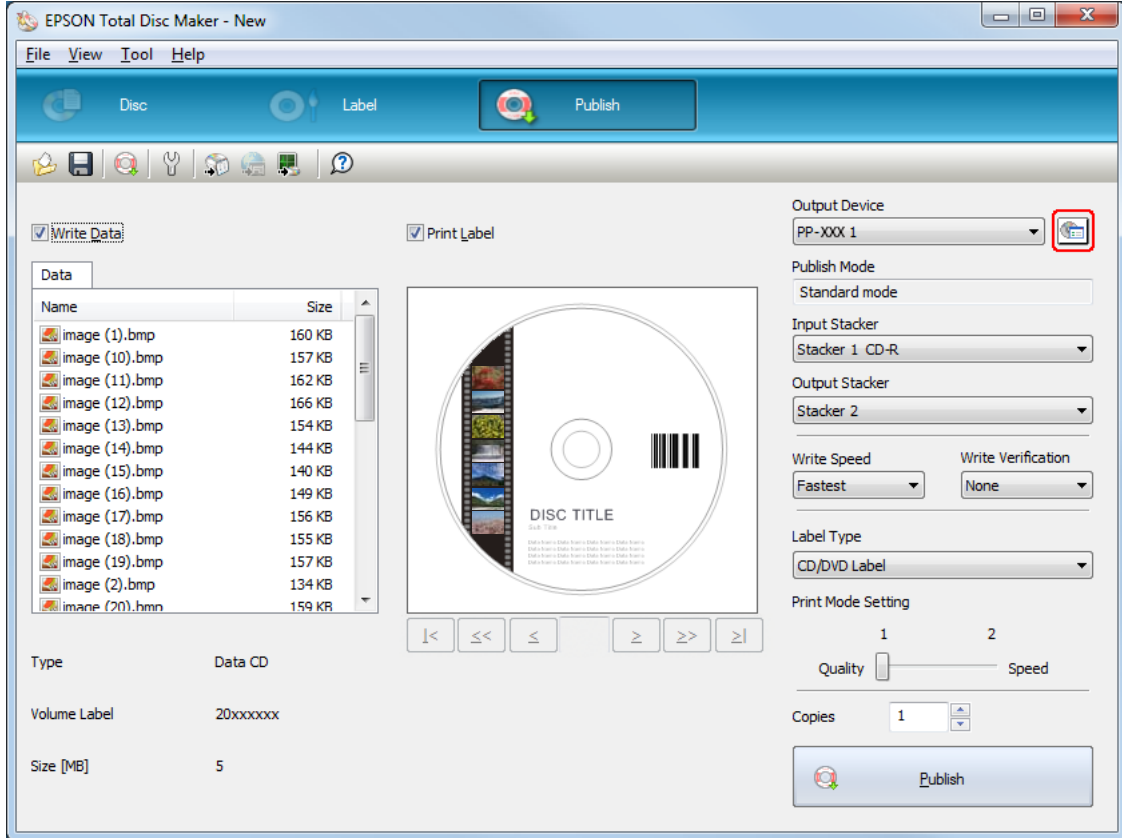 EPSON Total Disc Maker - New
File View Tool Help
Disc Label Publish
Write Data
Data
Name Size
image (1).bmp 160 KB
image (10).bmp 157 KB
image (11).bmp 162 KB
image (12).bmp 166 KB
image (13).bmp 154 KB
image (14).bmp 144 KB
image (15).bmp 140 KB
image (16).bmp 149 KB
image (17).bmp 156 KB
image (18).bmp 155 KB
image (19).bmp 157 KB
image (2).bmp 134 KB
image (20).bmp 159 KB
Type Data CD
Volume Label 20xxxxxx
Size [MB] 5
Print Label
DISC TITLE
Sub Title
|< << < > >> >|
Output Device
PP-XXX 1
Publish Mode
Standard mode
Input Stacker
Stacker 1 CD-R
Output Stacker
Stacker 2
Write Speed Write Verification
Fastest None
Label Type
CD/DVD Label
Print Mode Setting
1 2
Quality Speed
Copies 1
Publish